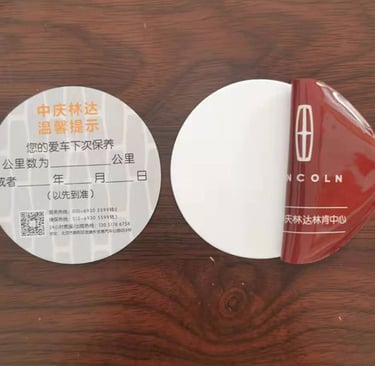 中庆林达
温馨提示
您的爱车下次保养
公里数为 公里
或者 年 月 日
(以先到准)
NCOLN
庆林达林肯中心